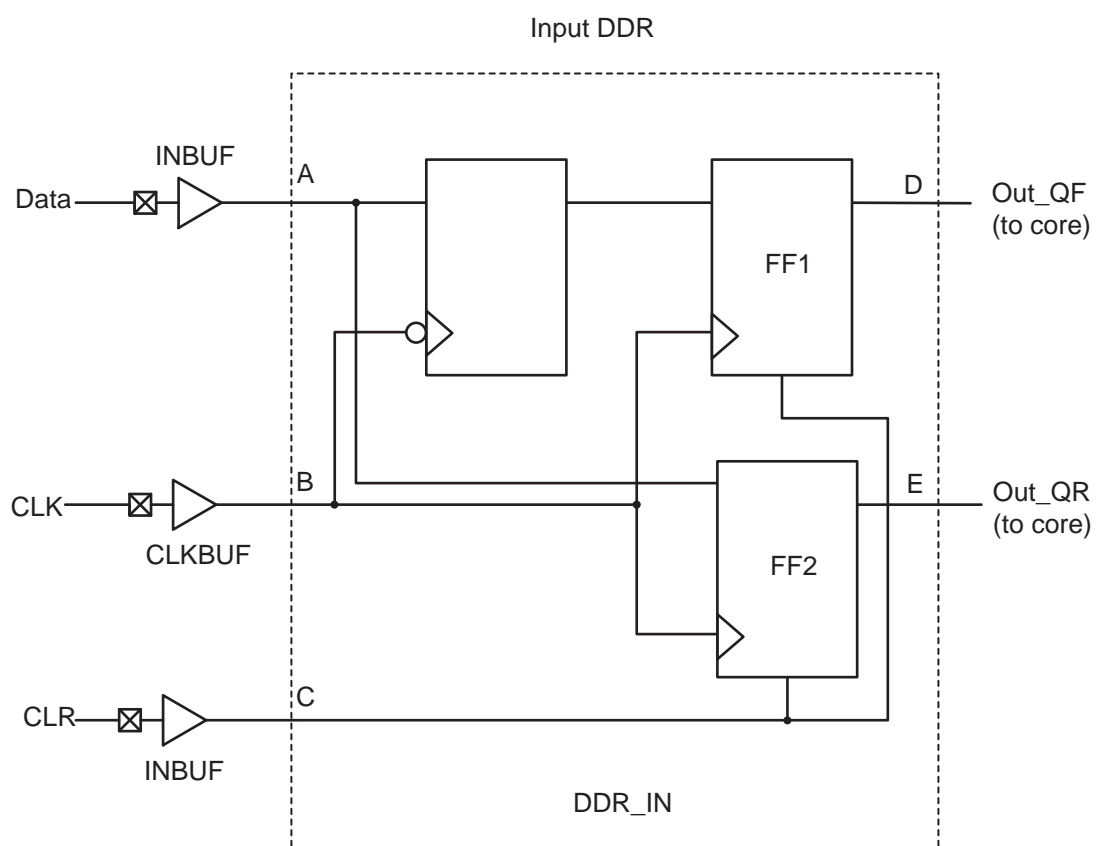 Input DDR
INBUF
A
Data
D
Out_QF
(to core)
FF1
B
CLK
CLKBUF
E
Out_QR
(to core)
FF2
C
CLR
INBUF
DDR_IN